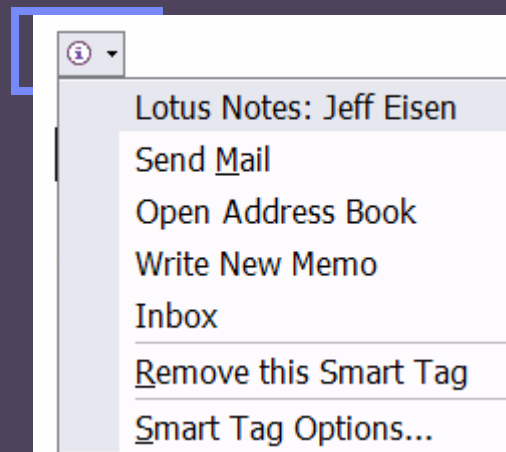 Lotus Notes: Jeff Eisen
Send Mail
Open Address Book
Write New Memo
Inbox
Remove this Smart Tag
Smart Tag Options...